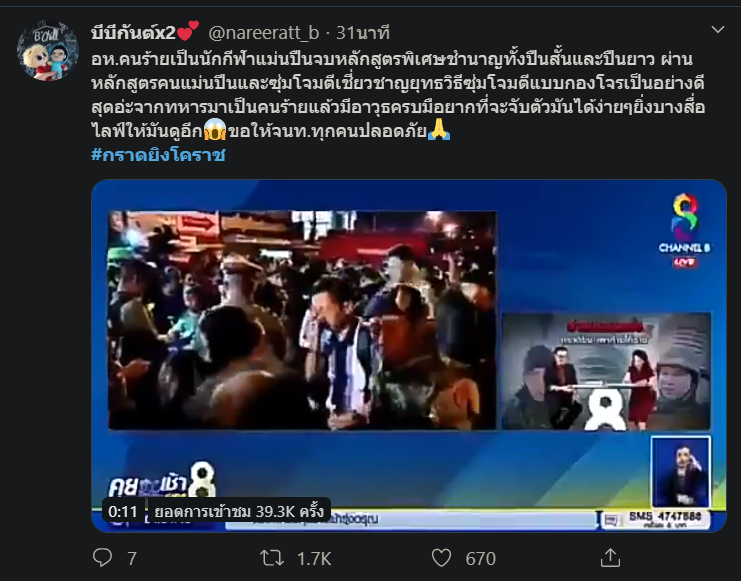 บีบีกันต์x2💕 @nareeratt_b · 31นาที
อห.คนร้ายเป็นนักกีฬาแม่นปืนจบหลักสูตรพิเศษชำนาญทั้งปืนสั้นและปืนยาว ผ่าน
หลักสูตรคนแม่นปืนและซุ่มโจมตีเชี่ยวชาญยุทธวิธีซุ่มโจมตีแบบกองโจรเป็นอย่างดี
สุดอ่ะจากทหารมาเป็นคนร้ายแล้วมีอาวุธครบมือยากที่จะจับตัวมันได้ง่ายๆยิ่งบางสื่อ
ไลฟ์ให้มันดูอีก😱ขอให้จนท.ทุกคนปลอดภัย🙏
#กราดยิงโคราช
8
CHANNEL 8
LIVE
8
คุย เช้า 8
0:11 ยอดการเข้าชม 39.3K ครั้ง
SMS 4747888
7 1.7K 670